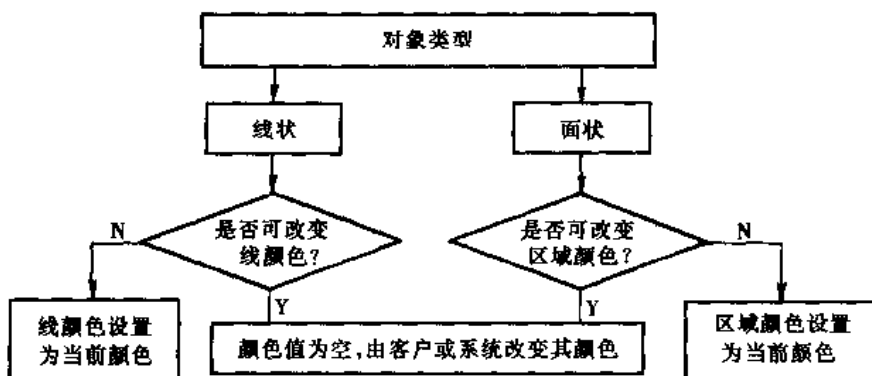 对象类型
线状
面状
是否可改变
线颜色?
是否可改变
区域颜色?
N
N
Y
Y
线颜色设置
为当前颜色
颜色值为空,由客户或系统改变其颜色
区域颜色设置
为当前颜色